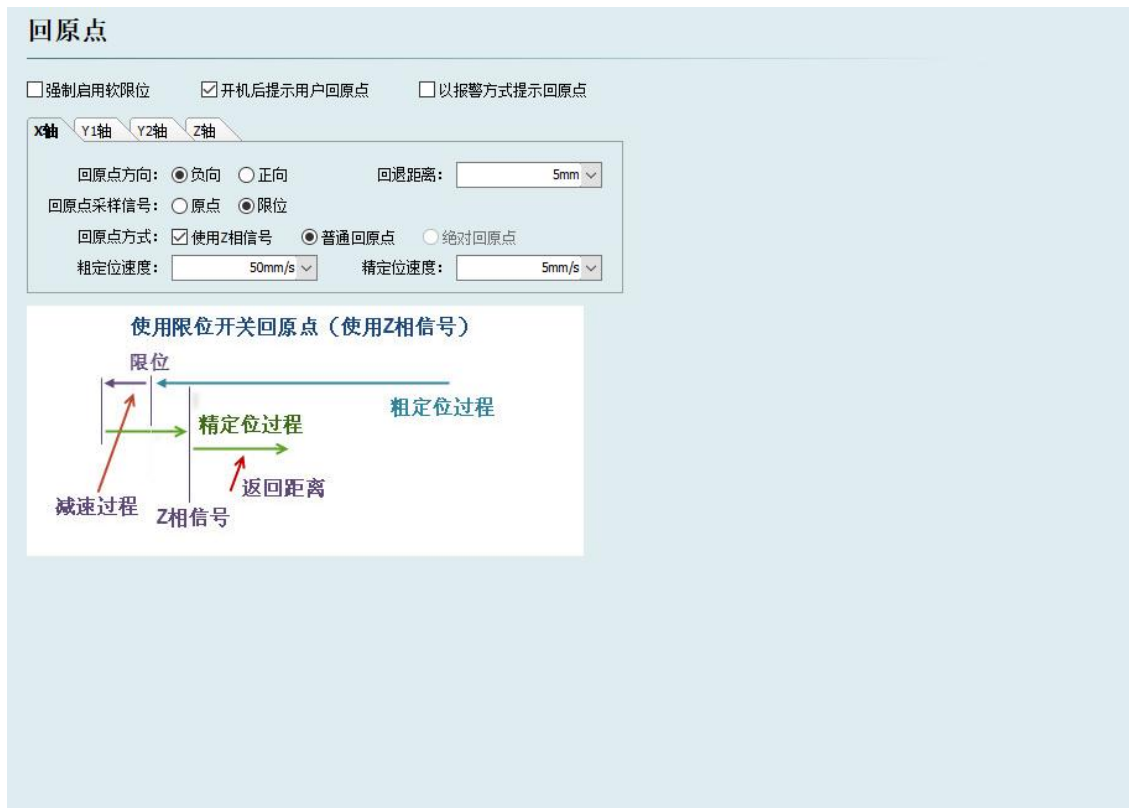 回原点
强制启用软限位 开机后提示用户回原点 以报警方式提示回原点
X轴 Y1轴 Y2轴 Z轴
回原点方向： 负向 正向 回退距离： 5mm
回原点采样信号： 原点 限位
回原点方式： 使用Z相信号 普通回原点 绝对回原点
粗定位速度： 50mm/s 精定位速度： 5mm/s
使用限位开关回原点（使用Z相信号）
限位
粗定位过程
精定位过程
返回距离
减速过程
Z相信号